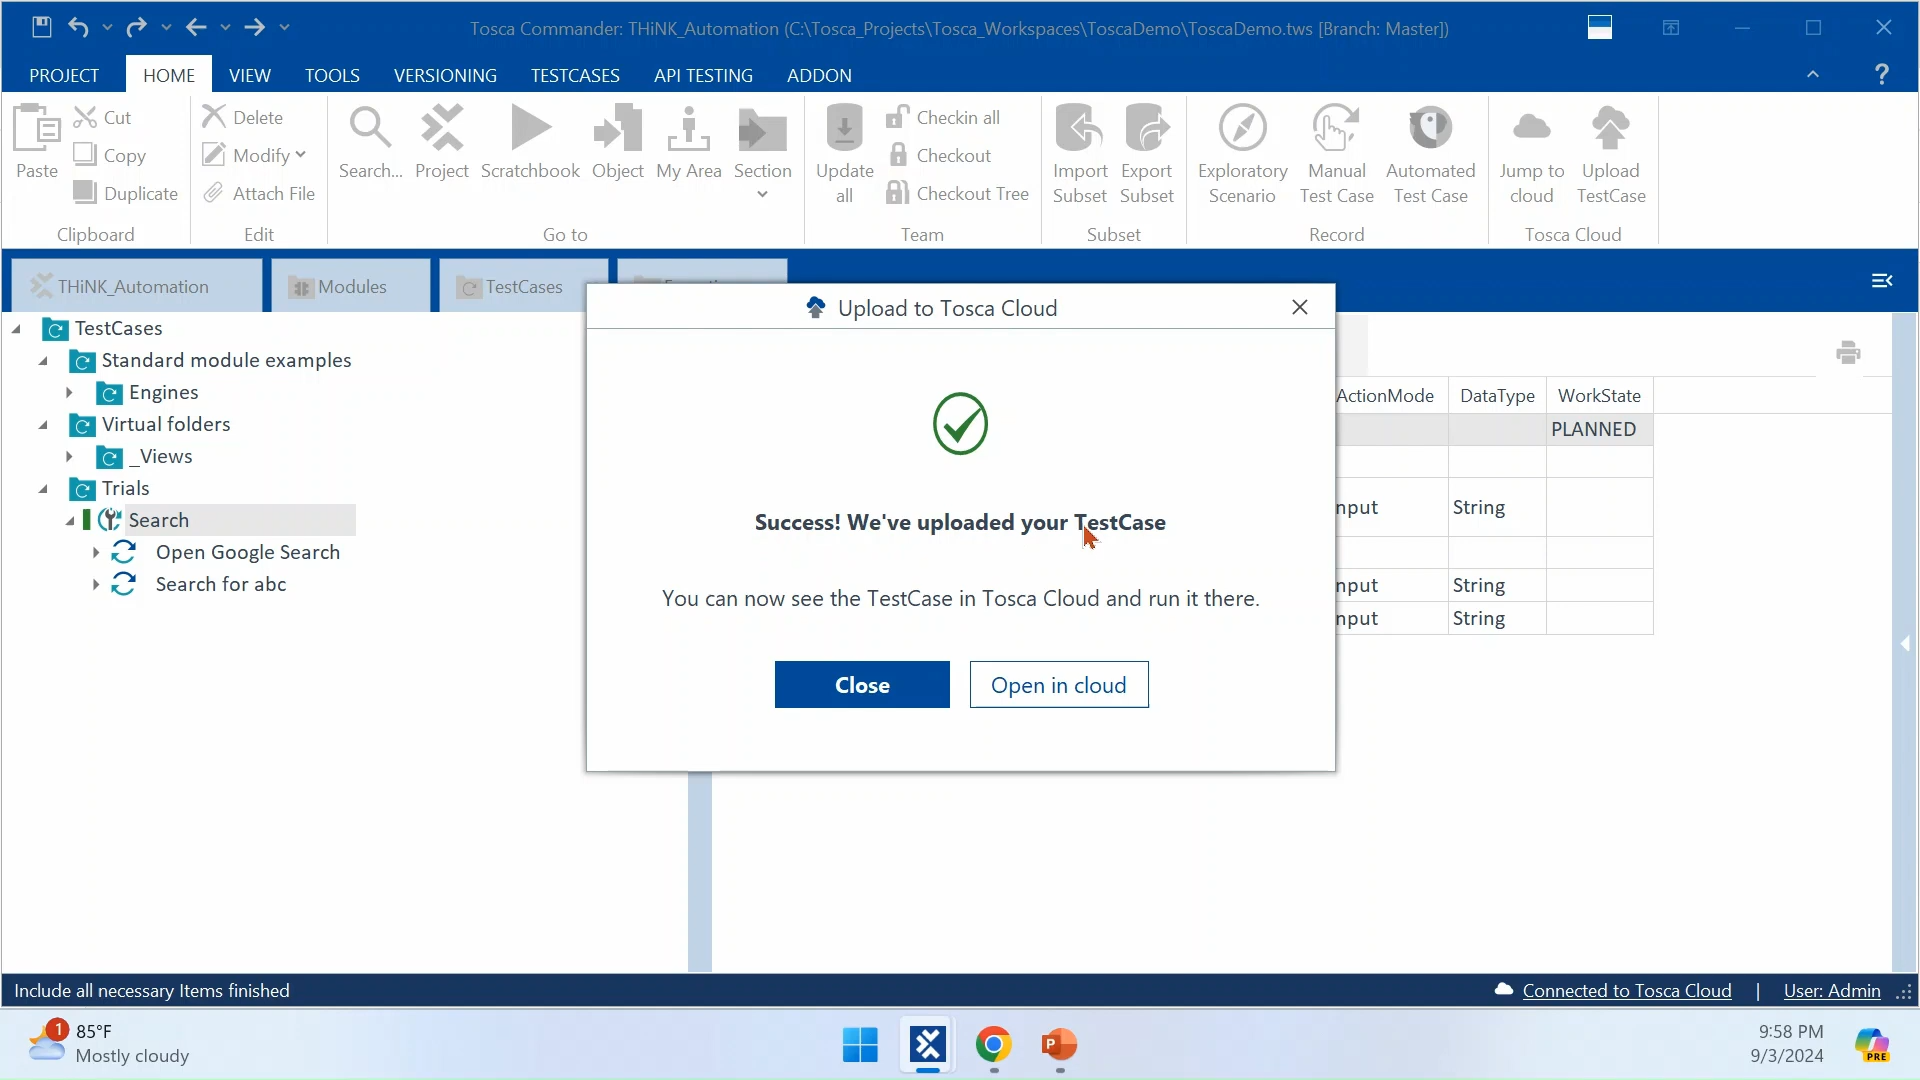 Tosca Commander: THiNK_Automation (C:\Tosca_Projects\Tosca_Workspaces\ToscaDemo\ToscaDemo.tws [Branch: Master])
PROJECT HOME VIEW TOOLS VERSIONING TESTCASES API TESTING ADDON ?
Paste Cut Copy Duplicate
Clipboard
Delete Modify Attach File
Edit
Search... Project Scratchbook Object My Area Section
Go to
Update all Checkin all Checkout Checkout Tree
Team
Import Subset Export Subset
Subset
Exploratory Scenario Manual Test Case Automated Test Case
Record
Jump to cloud Upload TestCase
Tosca Cloud
THiNK_Automation Modules TestCases
TestCases
Standard module examples
Engines
Virtual folders
_Views
Trials
Search
Open Google Search
Search for abc
Upload to Tosca Cloud
Success! We've uploaded your TestCase
You can now see the TestCase in Tosca Cloud and run it there.
Close Open in cloud
ActionMode DataType WorkState
PLANNED
nput String
nput String
nput String
Include all necessary Items finished
Connected to Tosca Cloud | User: Admin
1 85°F
Mostly cloudy
P
9:58 PM
9/3/2024
PRE